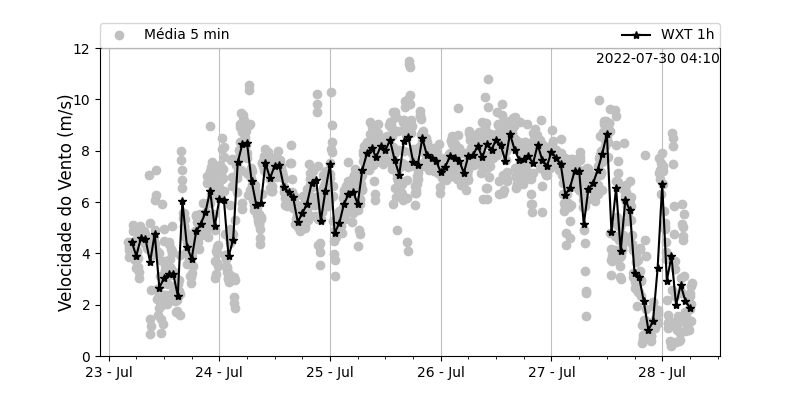 Média 5 min
WXT 1h
2022-07-30 04:10
Velocidade do Vento (m/s)
12
10
8
6
4
2
0
23 - Jul
24 - Jul
25 - Jul
26 - Jul
27 - Jul
28 - Jul